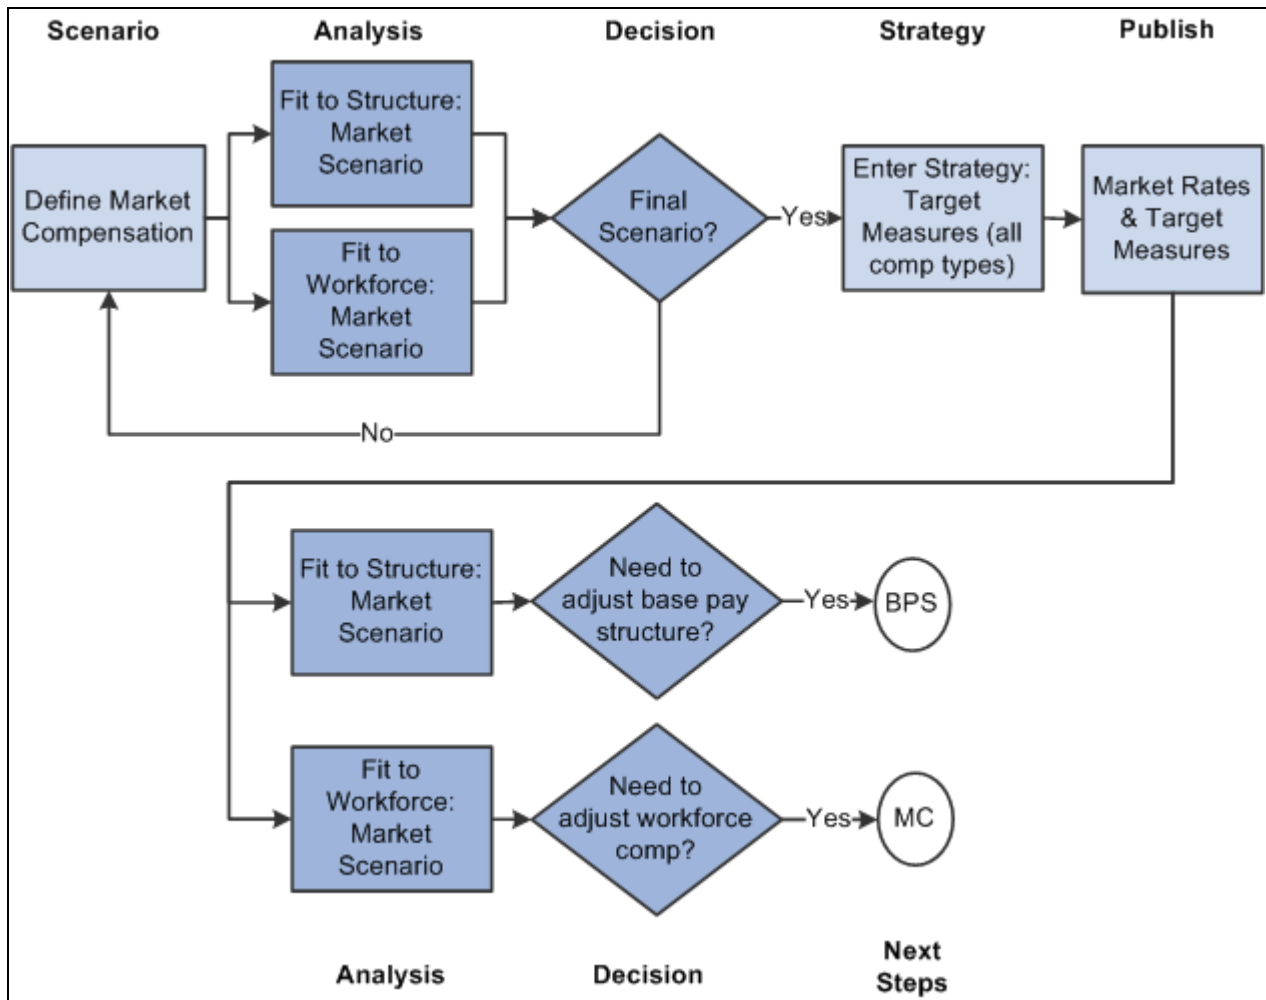 Scenario
Analysis
Decision
Strategy
Publish
Define Market
Compensation
Fit to Structure:
Market
Scenario
Fit to
Workforce:
Market
Scenario
Final
Scenario?
Yes
No
Enter Strategy:
Target
Measures (all
comp types)
Market Rates
& Target
Measures
Fit to Structure:
Market
Scenario
Need to
adjust base pay
structure?
Yes
BPS
Fit to
Workforce:
Market
Scenario
Need to
adjust workforce
comp?
Yes
MC
Analysis
Decision
Next
Steps